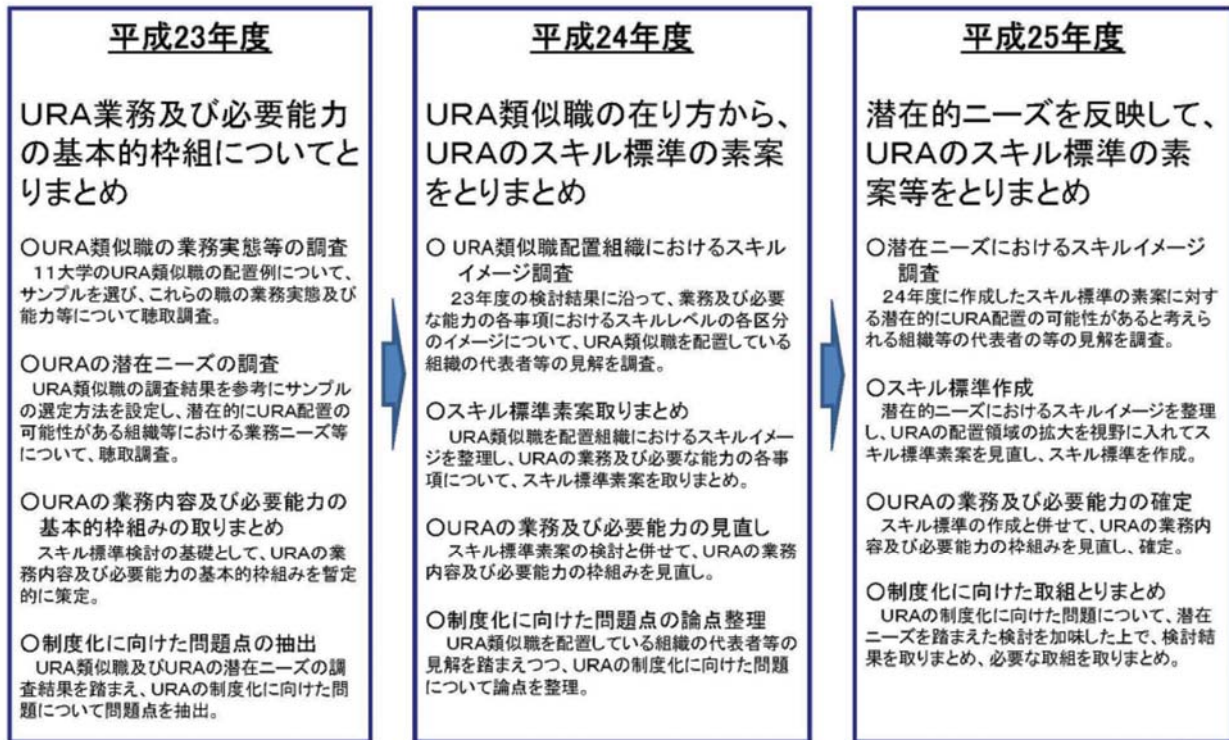 平成23年度
URA業務及び必要能力
の基本的枠組についてと
りまとめ
○URA類似職の業務実態等の調査
11大学のURA類似職の配置例について、
サンプルを選び、これらの職の業務実態及び
能力等について聴取調査。
○URAの潜在ニーズの調査
URA類似職の調査結果を参考にサンプル
の選定方法を設定し、潜在的にURA配置の
可能性がある組織等における業務ニーズ等
について、聴取調査。
○URAの業務内容及び必要能力の
基本的枠組みの取りまとめ
スキル標準検討の基礎として、URAの業
務内容及び必要能力の基本的枠組みを暫定
的に策定。
○制度化に向けた問題点の抽出
URA類似職及びURAの潜在ニーズの調
査結果を踏まえ、URAの制度化に向けた問
題について問題点を抽出。
平成24年度
URA類似職の在り方から、
URAのスキル標準の素案
をとりまとめ
○ URA類似職配置組織におけるスキル
イメージ調査
23年度の検討結果に沿って、業務及び必要
な能力の各事項におけるスキルレベルの各区分
のイメージについて、URA類似職を配置している
組織の代表者等の見解を調査。
○スキル標準素案取りまとめ
URA類似職を配置組織におけるスキルイメー
ジを整理し、URAの業務及び必要な能力の各事
項について、スキル標準素案を取りまとめ。
○URAの業務及び必要能力の見直し
スキル標準素案の検討と併せて、URAの業務
内容及び必要能力の枠組みを見直し。
○制度化に向けた問題点の論点整理
URA類似職を配置している組織の代表者等の
見解を踏まえつつ、URAの制度化に向けた問題
について論点を整理。
平成25年度
潜在的ニーズを反映して、
URAのスキル標準の素
案等をとりまとめ
○潜在ニーズにおけるスキルイメージ
調査
24年度に作成したスキル標準の素案に対す
る潜在的にURA配置の可能性があると考えら
れる組織等の代表者の等の見解を調査。
○スキル標準作成
潜在的ニーズにおけるスキルイメージを整理
し、URAの配置領域の拡大を視野に入れてス
キル標準素案を見直し、スキル標準を作成。
○URAの業務及び必要能力の確定
スキル標準の作成と併せて、URAの業務内
容及び必要能力の枠組みを見直し、確定。
○制度化に向けた取組とりまとめ
URAの制度化に向けた問題について、潜在
ニーズを踏まえた検討を加味した上で、検討結
果を取りまとめ、必要な取組を取りまとめ。